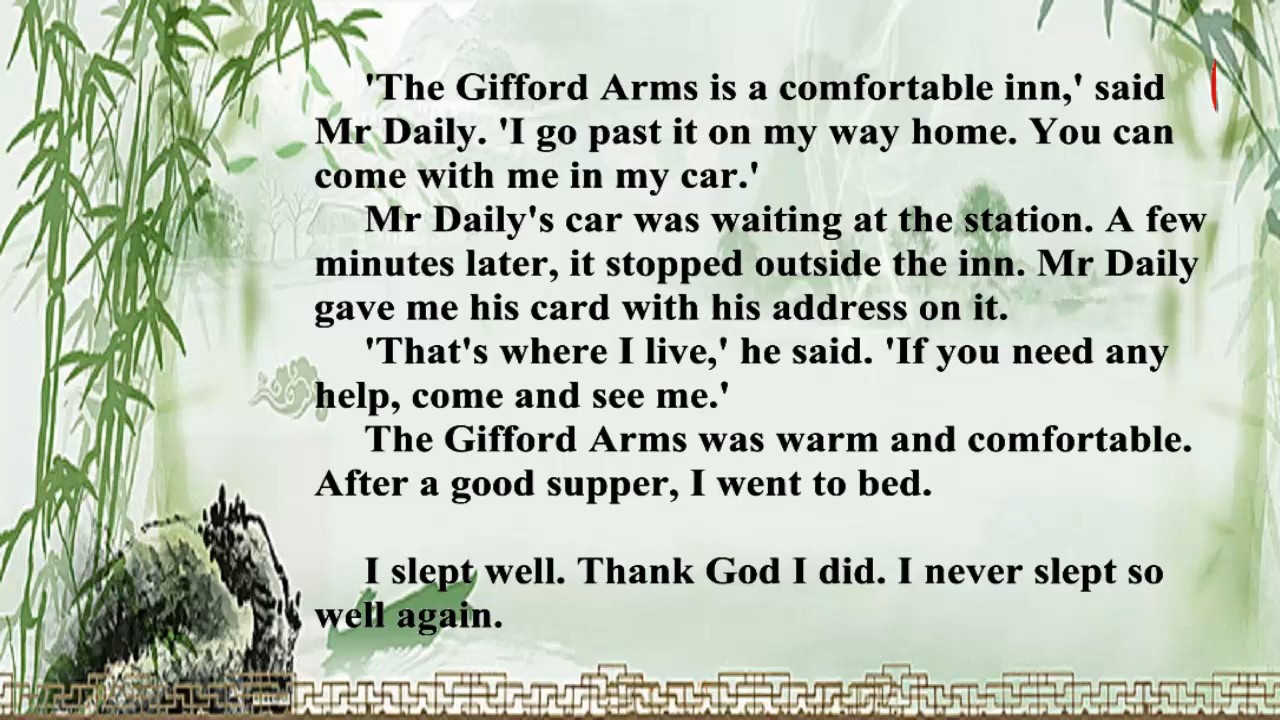 'The Gifford Arms is a comfortable inn,' said
Mr Daily. 'I go past it on my way home. You can
come with me in my car.'
Mr Daily's car was waiting at the station. A few
minutes later, it stopped outside the inn. Mr Daily
gave me his card with his address on it.
'That's where I live,' he said. 'If you need any
help, come and see me.'
The Gifford Arms was warm and comfortable.
After a good supper, I went to bed.
I slept well. Thank God I did. I never slept so
well again.